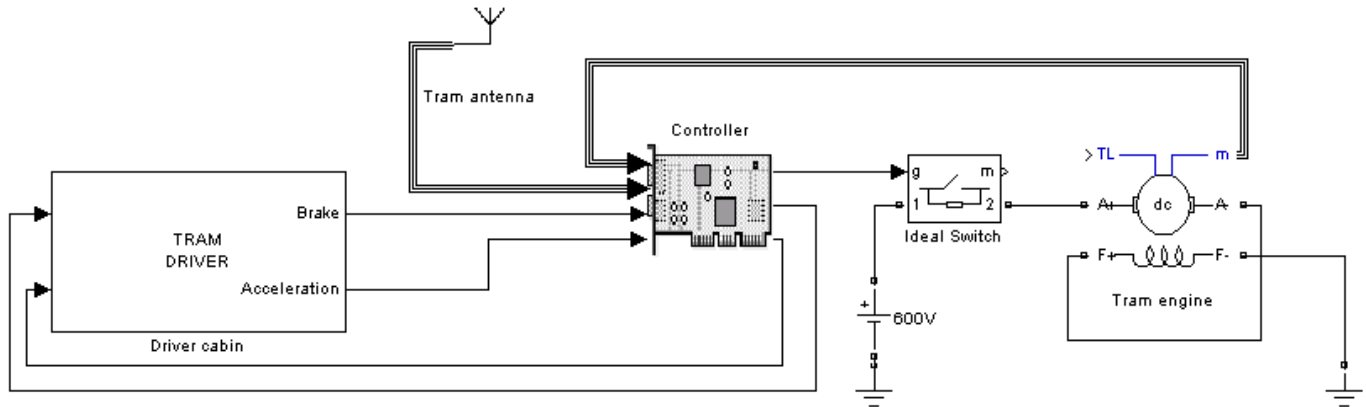 Tram antenna
Controller
TL
m
g
m
1
2
Ideal Switch
A+
dc
A-
F+
F-
Tram engine
Brake
TRAM
DRIVER
Acceleration
Driver cabin
+
600V